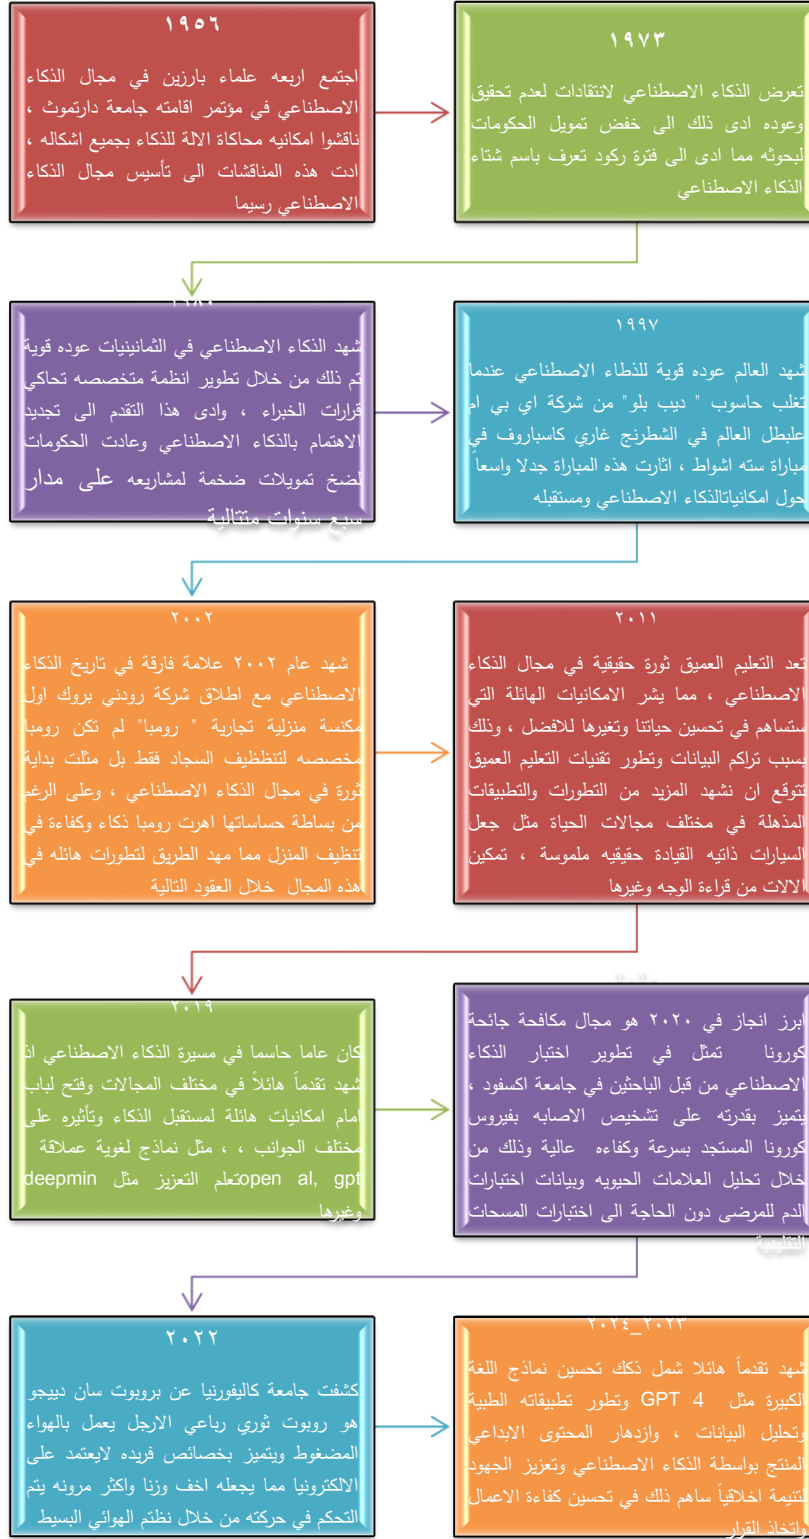 ١٩٥٦
اجتمع اربعه علماء بارزين في مجال الذكاء
الاصطناعي في مؤتمر اقامته جامعة دارتموث ،
ناقشوا امكانيه محاكاة الالة للذكاء بجميع اشكاله ،
ادت هذه المناقشات الى تأسيس مجال الذكاء
الاصطناعي رسيما
١٩٧٣
تعرض الذكاء الاصطناعي لانتقادات لعدم تحقيق
وعوده ادى ذلك الى خفض تمويل الحكومات
لبحوثه مما ادى الى فترة ركود تعرف باسم شتاء
الذكاء الاصطناعي
١٩٨٠
شهد الذكاء الاصطناعي في الثمانينيات عوده قوية
تم ذلك من خلال تطوير انظمة متخصصه تحاكي
قرارات الخبراء ، وادى هذا التقدم الى تجديد
الاهتمام بالذكاء الاصطناعي وعادت الحكومات
لضخ تمويلات ضخمة لمشاريعه على مدار
سبع سنوات متتالية
١٩٩٧
شهد العالم عوده قوية للذطاء الاصطناعي عندما
تغلب حاسوب " ديب بلو" من شركة اي بي ام
علبطل العالم في الشطرنج غاري كاسباروف في
مباراة سته اشواط ، اثارت هذه المباراة جدلا واسعاً
حول امكانياتالذكاء الاصطناعي ومستقبله
٢٠٠٢
شهد عام ٢٠٠٢ علامة فارقة في تاريخ الذكاء
الاصطناعي مع اطلاق شركة رودني بروك اول
مكنسة منزلية تجارية " رومبا" لم تكن رومبا
مخصصه لتنظظيف السجاد فقط بل مثلت بداية
ثورة في مجال الذكاء الاصطناعي ، وعلى الرغم
من بساطة حساساتها اهرت رومبا ذكاء وكفاءة في
تنظيف المنزل مما مهد الطريق لتطورات هائله في
هذه المجال خلال العقود التالية
٢٠١١
تعد التعليم العميق ثورة حقيقية في مجال الذكاء
الاصطناعي ، مما يشر الامكانيات الهائلة التي
ستساهم في تحسين حياتنا وتغيرها للافضل ، وذلك
بسبب تراكم البيانات وتطور تقنيات التعليم العميق
تتوقع ان نشهد المزيد من التطورات والتطبيقات
المذهلة في مختلف مجالات الحياة مثل جعل
السيارات ذاتيه القيادة حقيقيه ملموسة ، تمكين
الالات من قراءة الوجه وغيرها
٢٠١٩
كان عاما حاسما في مسيرة الذكاء الاصطناعي اذ
شهد تقدماً هائلاً في مختلف المجالات وفتح لباب
امام امكانيات هائلة لمستقبل الذكاء وتأثيره على
مختلف الجوانب ، ، مثل نماذج لغوية عملاقة
open al, gptتعلم التعزيز مثل deepmin
وغيرها
ابرز انجاز في ٢٠٢٠ هو مجال مكافحة جائحة
كورونا تمثل في تطوير اختبار الذكاء
الاصطناعي من قبل الباحثين في جامعة اكسفود ،
يتميز بقدرته على تشخيص الاصابه بفيروس
كورونا المستجد بسرعة وكفاءه عالية وذلك من
خلال تحليل العلامات الحيويه وبيانات اختبارات
الدم للمرضى دون الحاجة الى اختبارات المسحات
التقليدية
٢٠٢٢
كشفت جامعة كاليفورنيا عن بروبوت سان دييجو
هو روبوت ثوري رباعي الارجل يعمل بالهواء
المضغوط ويتميز بخصائص فريده لايعتمد على
الالكترونيا مما يجعله اخف وزنا واكثر مرونه يتم
التحكم في حركته من خلال نظتم الهوائي البسيط
٢٠٢٣_٢٠٢٤
شهد تقدماً هائلا شمل ذكك تحسين نماذج اللغة
الكبيرة مثل GPT 4 وتطور تطبيقاته الطبية
وتحليل البيانات ، وازدهار المحتوى الابداعي
المنتج بواسطة الذكاء الاصطناعي وتعزيز الجهود
لتتيمة اخلاقياً ساهم ذلك في تحسين كفاءة الاعمال
واتخاذ القرار